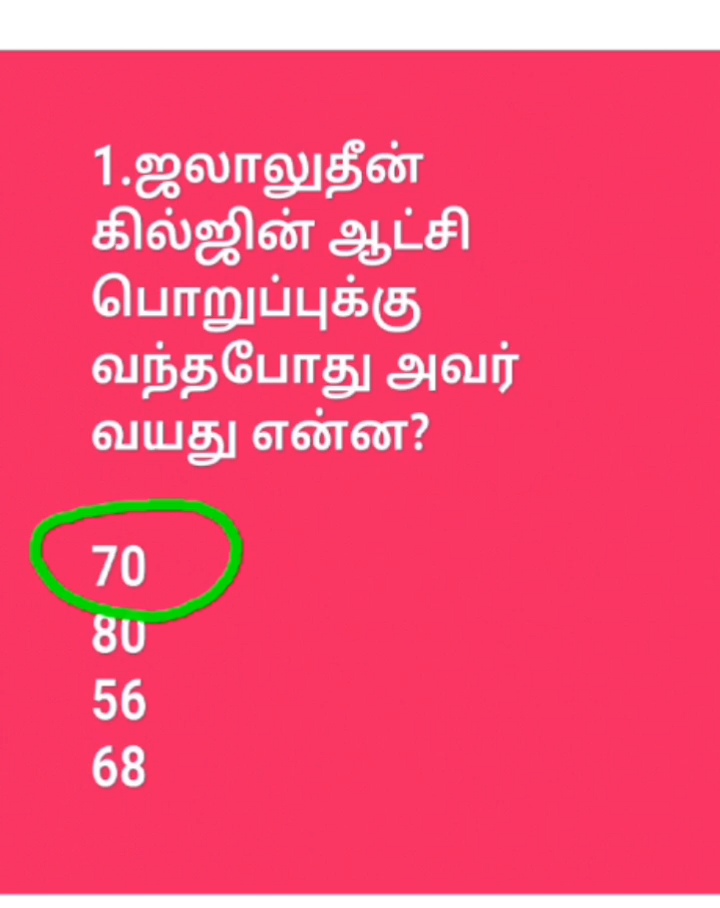 1.ஜலாலுதீன்
கில்ஜின் ஆட்சி
பொறுப்புக்கு
வந்தபோது அவர்
வயது என்ன?
70
80
56
68